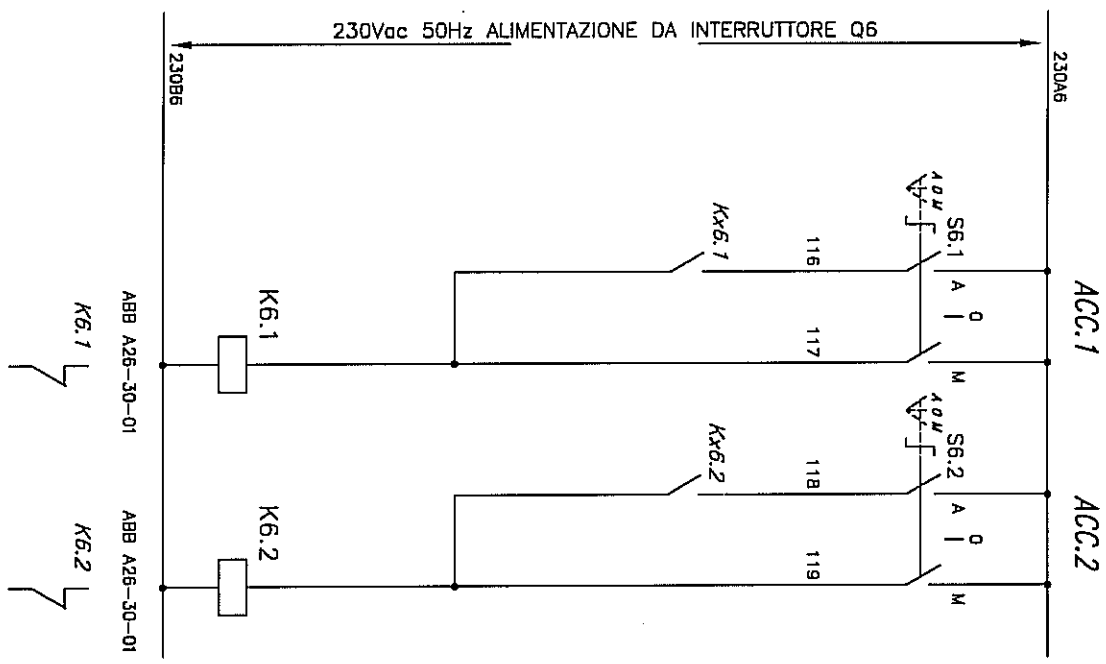 230Vac 50Hz ALIMENTAZIONE DA INTERRUTTORE Q6
230B6
230A6
ACC.1
S6.1
A O M
A
O
M
116
117
Kx6.1
K6.1
ABB A26-30-01
K6.1
ACC.2
S6.2
A O M
A
O
M
118
119
Kx6.2
K6.2
ABB A26-30-01
K6.2